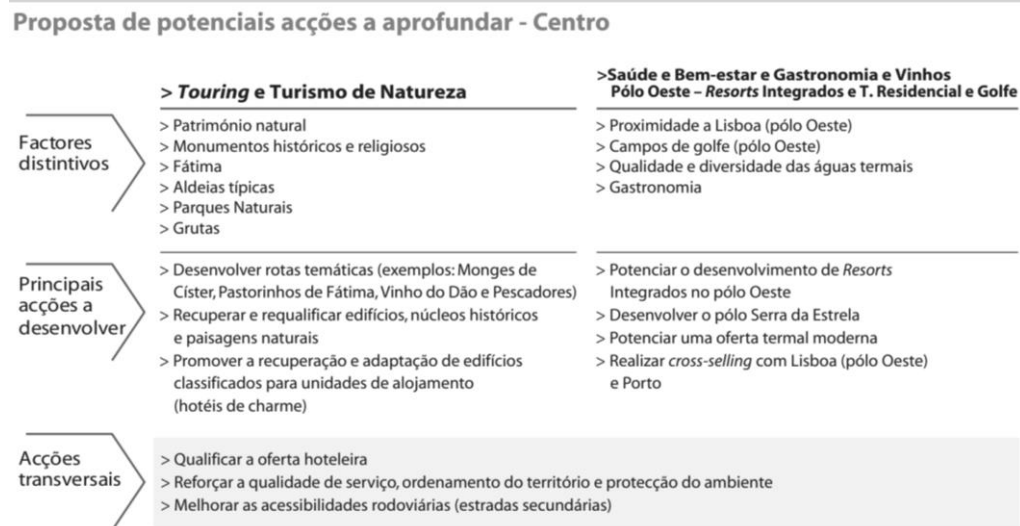 Proposta de potenciais acções a aprofundar - Centro
> Touring e Turismo de Natureza
>Saúde e Bem-estar e Gastronomia e Vinhos
Pólo Oeste – Resorts Integrados e T. Residencial e Golfe
Factores
distintivos
> Património natural
> Monumentos históricos e religiosos
> Fátima
> Aldeias típicas
> Parques Naturais
> Grutas
> Proximidade a Lisboa (pólo Oeste)
> Campos de golfe (pólo Oeste)
> Qualidade e diversidade das águas termais
> Gastronomia
Principais
acções a
desenvolver
> Desenvolver rotas temáticas (exemplos: Monges de
Císter, Pastorinhos de Fátima, Vinho do Dão e Pescadores)
> Recuperar e requalificar edifícios, núcleos históricos
e paisagens naturais
> Promover a recuperação e adaptação de edifícios
classificados para unidades de alojamento
(hotéis de charme)
> Potenciar o desenvolvimento de Resorts
Integrados no pólo Oeste
> Desenvolver o pólo Serra da Estrela
> Potenciar uma oferta termal moderna
> Realizar cross-selling com Lisboa (pólo Oeste)
e Porto
Acções
transversais
> Qualificar a oferta hoteleira
> Reforçar a qualidade de serviço, ordenamento do território e protecção do ambiente
> Melhorar as acessibilidades rodoviárias (estradas secundárias)